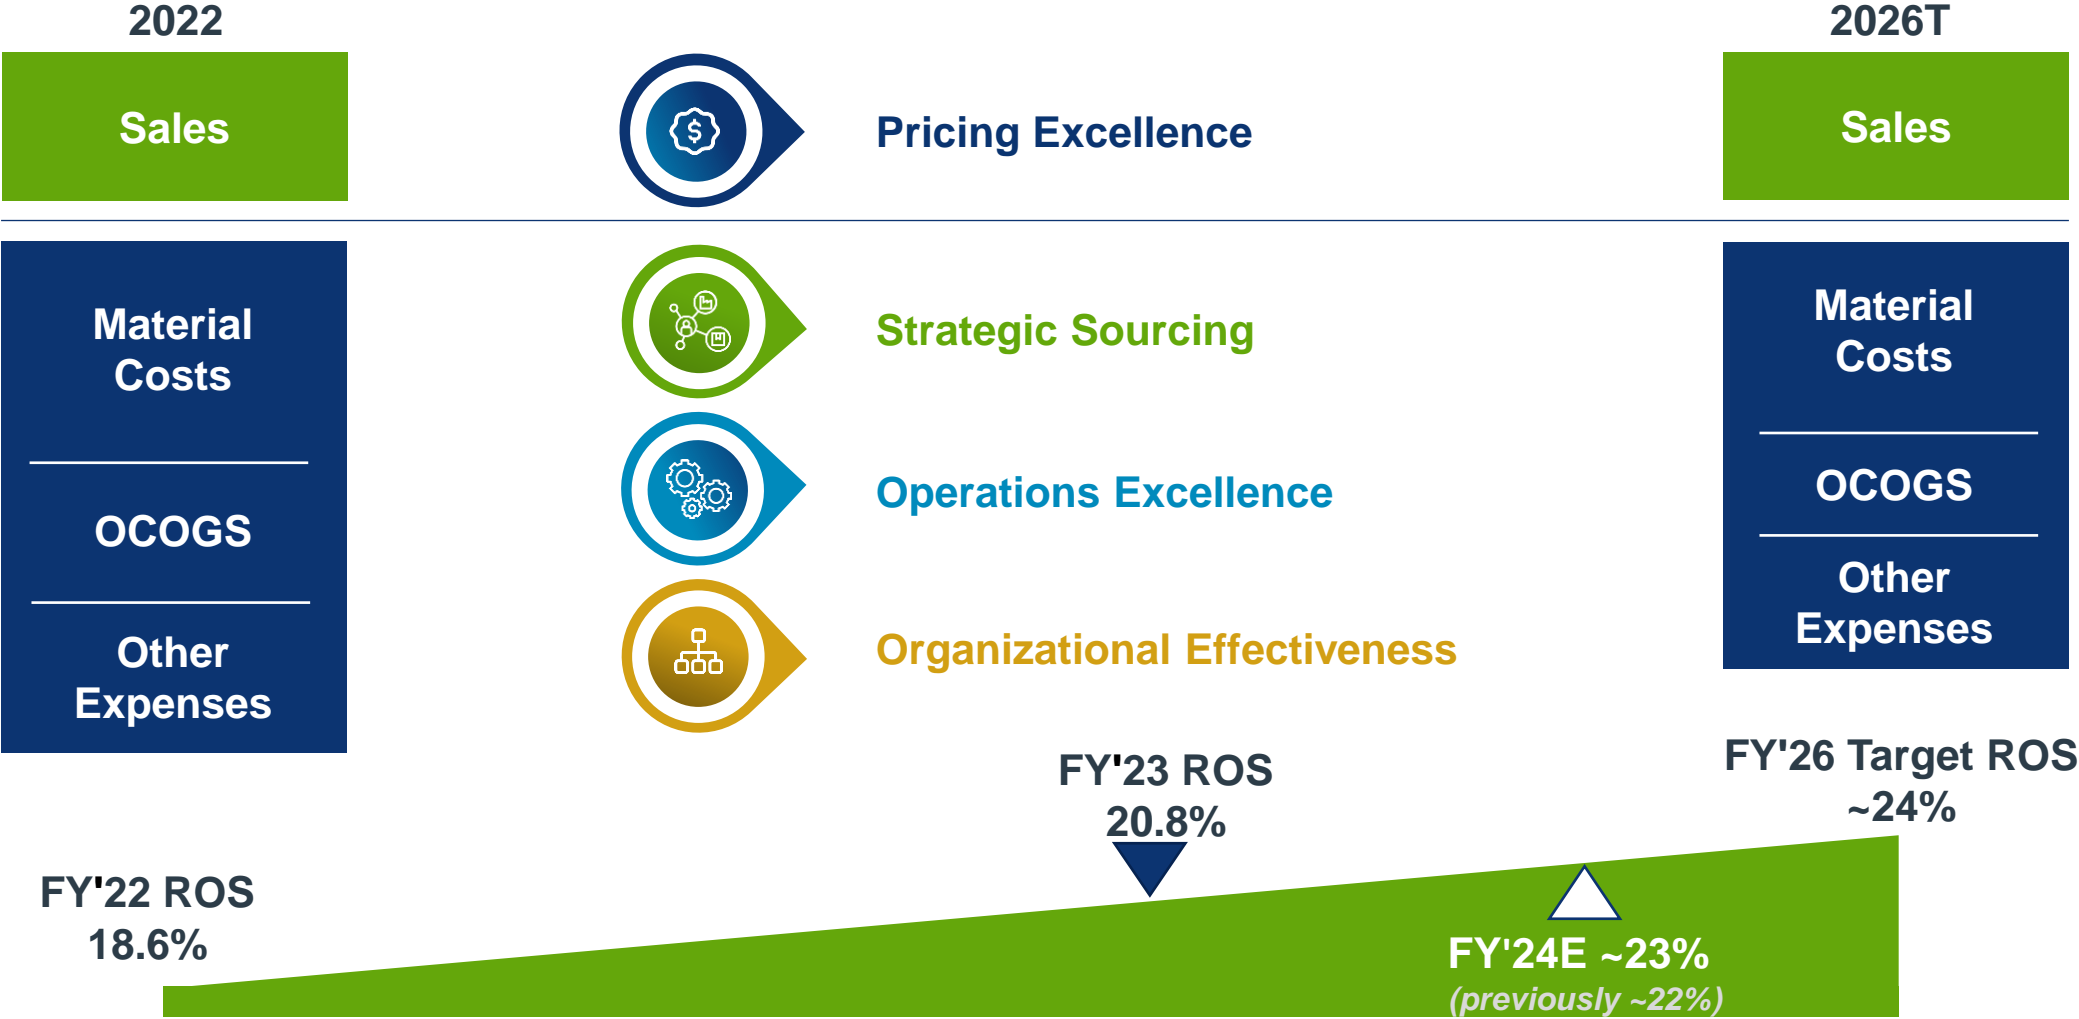 2022
2026T
Sales
$
Pricing Excellence
Sales
Material
Costs
OCOGS
Other
Expenses
Strategic Sourcing
Operations Excellence
Organizational Effectiveness
Material
Costs
OCOGS
Other
Expenses
FY'22 ROS
18.6%
FY'23 ROS
20.8%
FY'24E ~23%
(previously ~22%)
FY'26 Target ROS
~24%